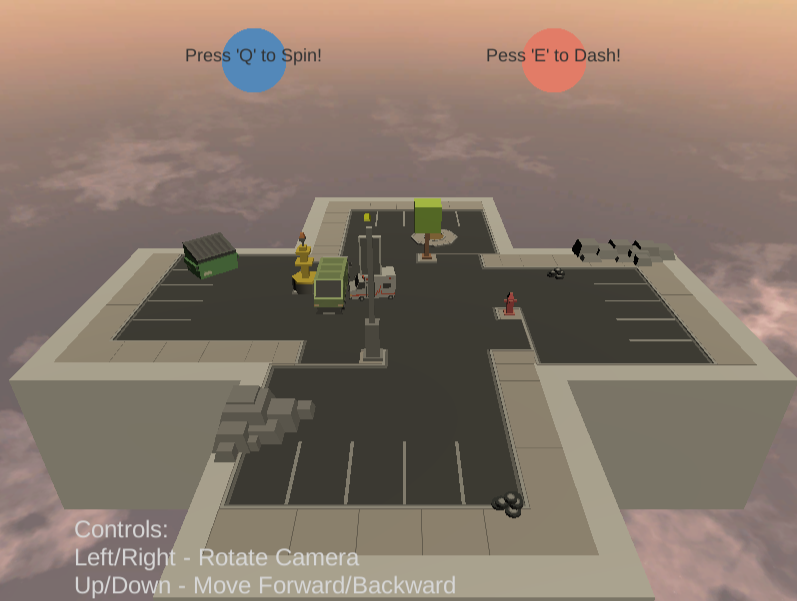 Press 'Q' to Spin!
Pess 'E' to Dash!
Controls:
Left/Right - Rotate Camera
Up/Down - Move Forward/Backward